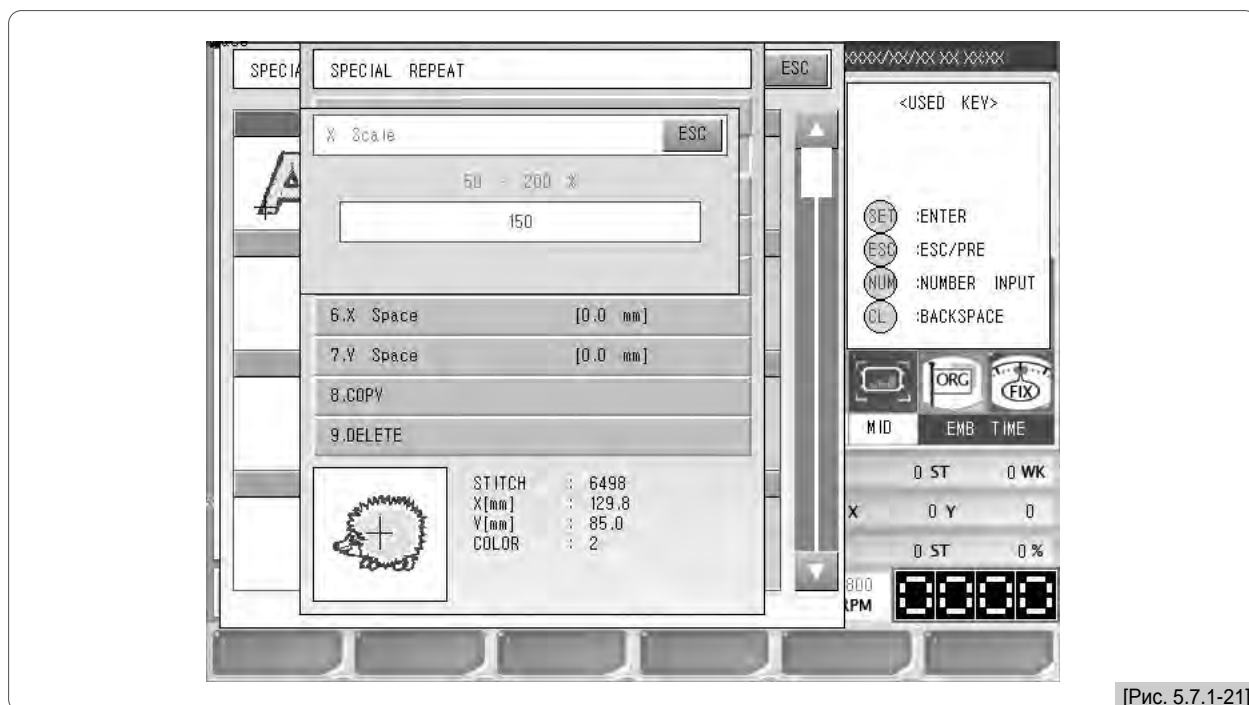 XXXX/XX/XX XX XX:XX
SPECIA
SPECIAL REPEAT
ESC
X Scale
ESC
50 - 200 %
150
6.X Space [0.0 mm]
7.Y Space [0.0 mm]
8.COPY
9.DELETE
STITCH : 6498
X[mm] : 129.8
Y[mm] : 85.0
COLOR : 2
<USED KEY>
SET :ENTER
ESC :ESC/PRE
NUM :NUMBER INPUT
CL :BACKSPACE
ORG
FIX
MID EMB TIME
0 ST 0 WK
X 0 Y 0
0 ST 0 %
800
RPM
0000
[Рис. 5.7.1-21]